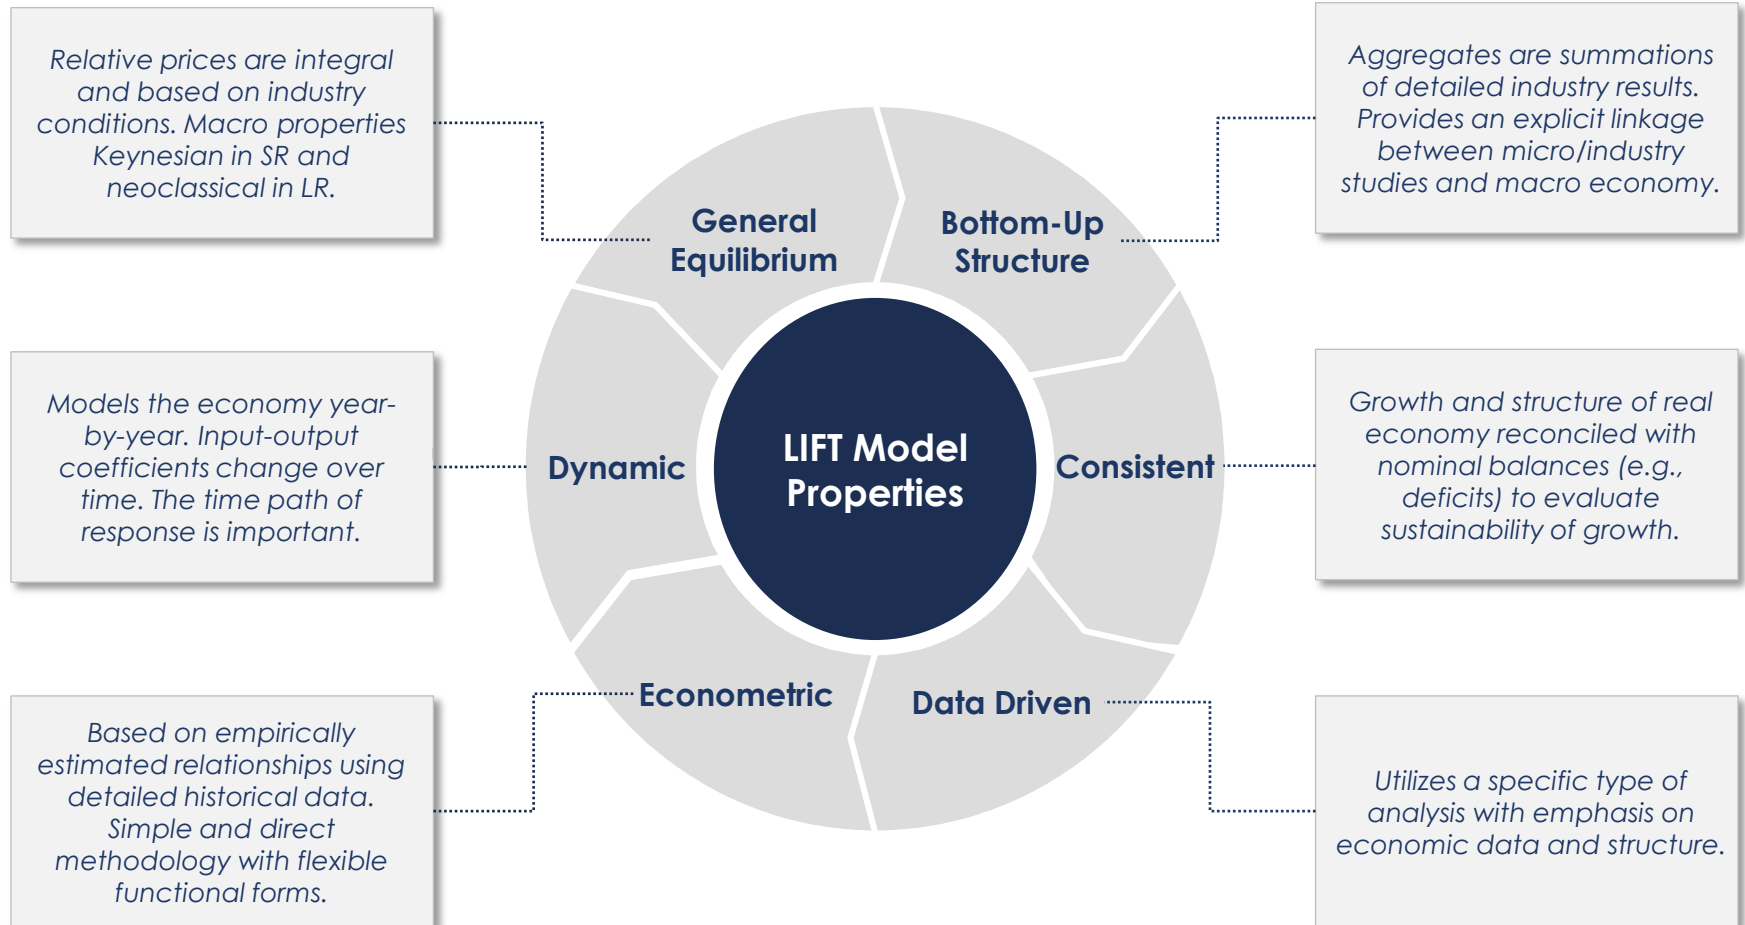 Relative prices are integral
and based on industry
conditions. Macro properties
Keynesian in SR and
neoclassical in LR.
Aggregates are summations
of detailed industry results.
Provides an explicit linkage
between micro/industry
studies and macro economy.
General
Equilibrium
Bottom-Up
Structure
Models the economy year-
by-year. Input-output
coefficients change over
time. The time path of
response is important.
Dynamic
LIFT Model
Properties
Consistent
Growth and structure of real
economy reconciled with
nominal balances (e.g.,
deficits) to evaluate
sustainability of growth.
Econometric
Data Driven
Based on empirically
estimated relationships using
detailed historical data.
Simple and direct
methodology with flexible
functional forms.
Utilizes a specific type of
analysis with emphasis on
economic data and structure.